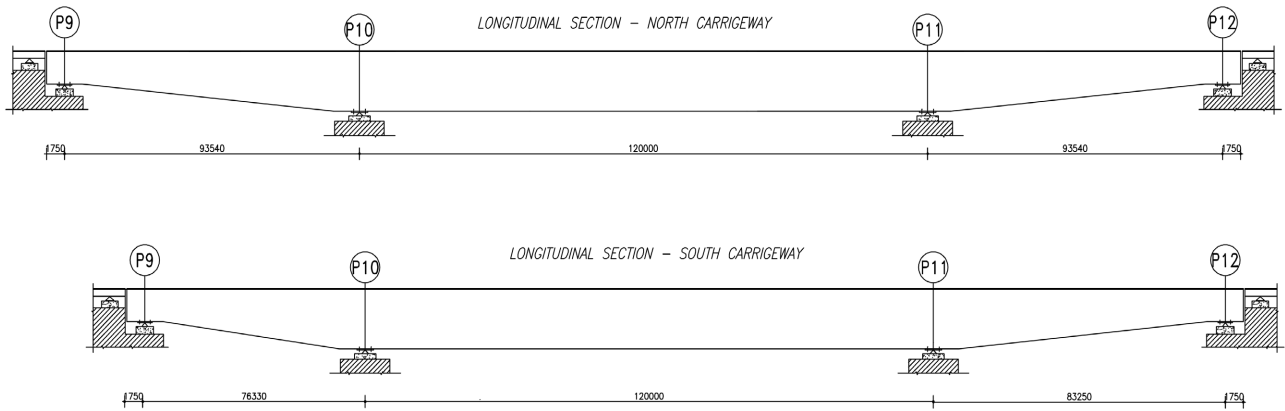 LONGITUDINAL SECTION – NORTH CARRIGEWAY
P9 P10 P11 P12
1750 93540 120000 93540 1750
LONGITUDINAL SECTION – SOUTH CARRIGEWAY
P9 P10 P11 P12
1750 76330 120000 83250 1750